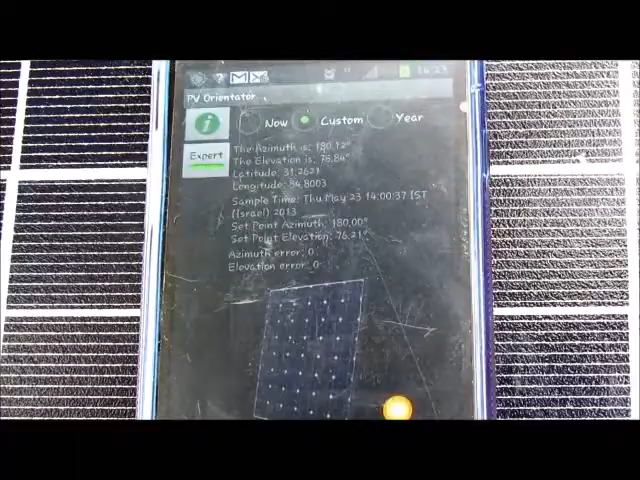 PV Orientator
Now Custom Year
Expert
The Azimuth is: 180.12°
The Elevation is: 75.84°
Latitude: 31.2621
Longitude: 34.8003
Sample Time: Thu May 23 14:00:37 IST
(Israel) 2013
Set Point Azimuth: 180.00°
Set Point Elevation: 76.21°
Azimuth error: 0
Elevation error: 0